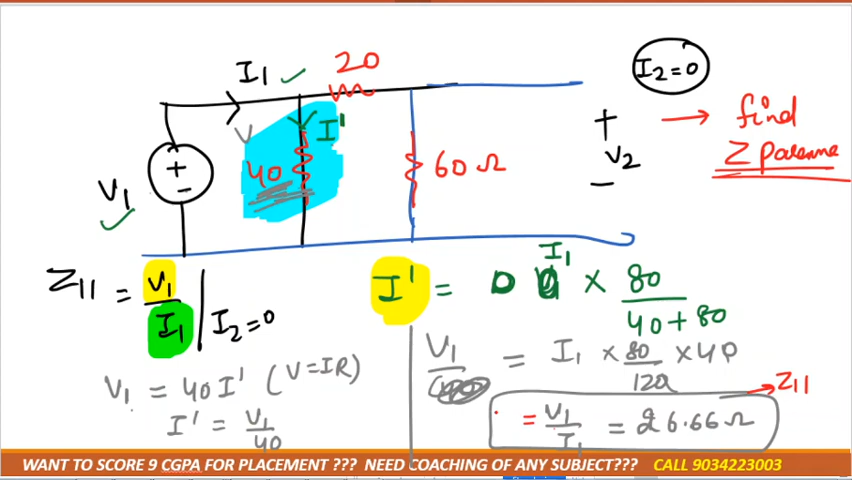 I1 ✓ 20
I2=0
V I'
40
60 Ω
+
V2
−
→ find
Z parame
+
−
V1 ✓
Z11 = V1/I1 | I2=0
I' = I1 × 80/(40+80)
V1 = 40 I' (V=IR)
I' = V1/40
V1 = I1 × 80/120 × 40
= V1/I1 = 26.66 Ω → Z11
WANT TO SCORE 9 CGPA FOR PLACEMENT ??? NEED COACHING OF ANY SUBJECT??? CALL 9034223003